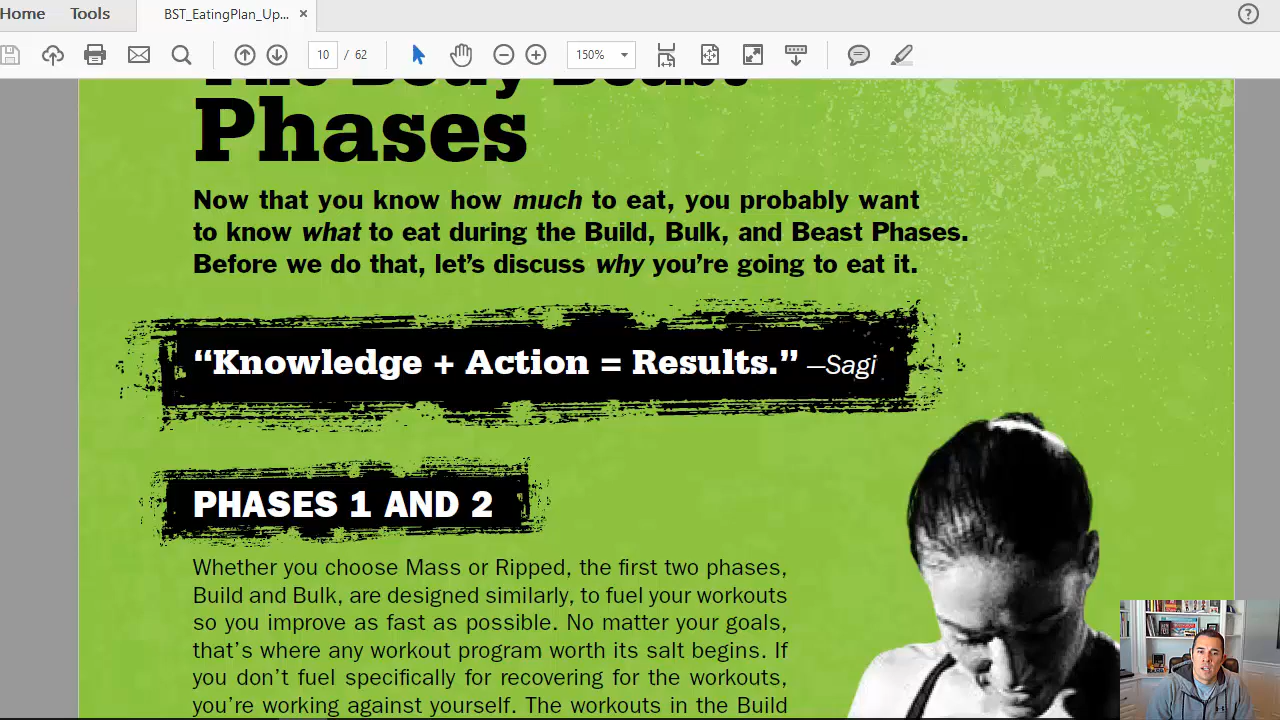 Home Tools BST_EatingPlan_Up... ×
10 / 62 150%
The Body Beast
Phases
Now that you know how much to eat, you probably want
to know what to eat during the Build, Bulk, and Beast Phases.
Before we do that, let’s discuss why you’re going to eat it.
“Knowledge + Action = Results.” —Sagi
PHASES 1 AND 2
Whether you choose Mass or Ripped, the first two phases,
Build and Bulk, are designed similarly, to fuel your workouts
so you improve as fast as possible. No matter your goals,
that’s where any workout program worth its salt begins. If
you don’t fuel specifically for recovering for the workouts,
you’re working against yourself. The workouts in the Build